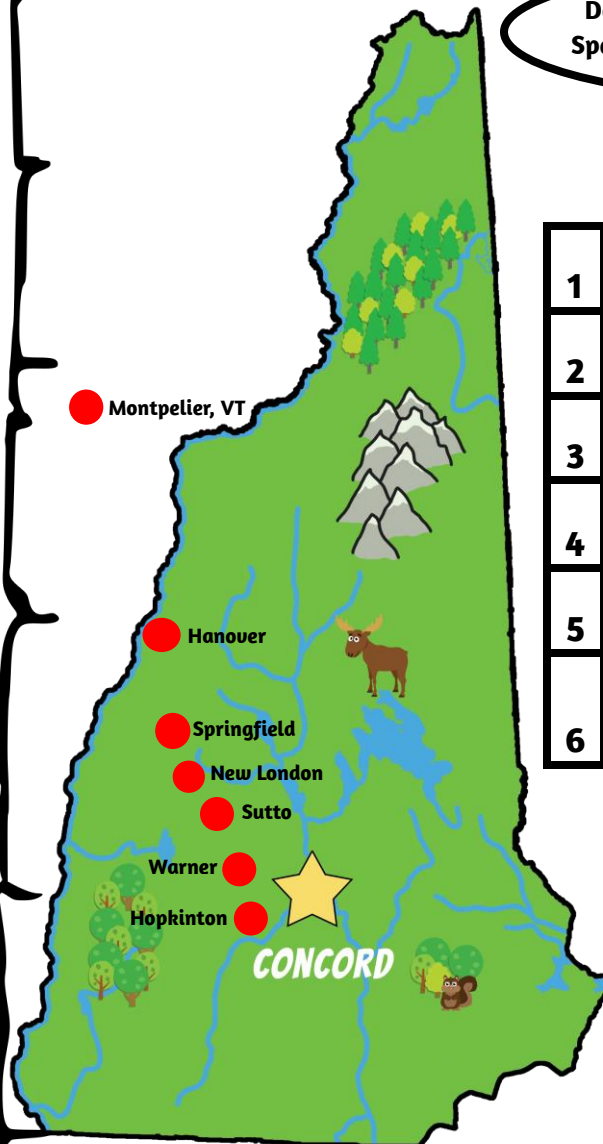 Montpelier, VT
Hanover
Springfield
New London
Sutto
Warner
Hopkinton
CONCORD
1
2
3
4
5
6